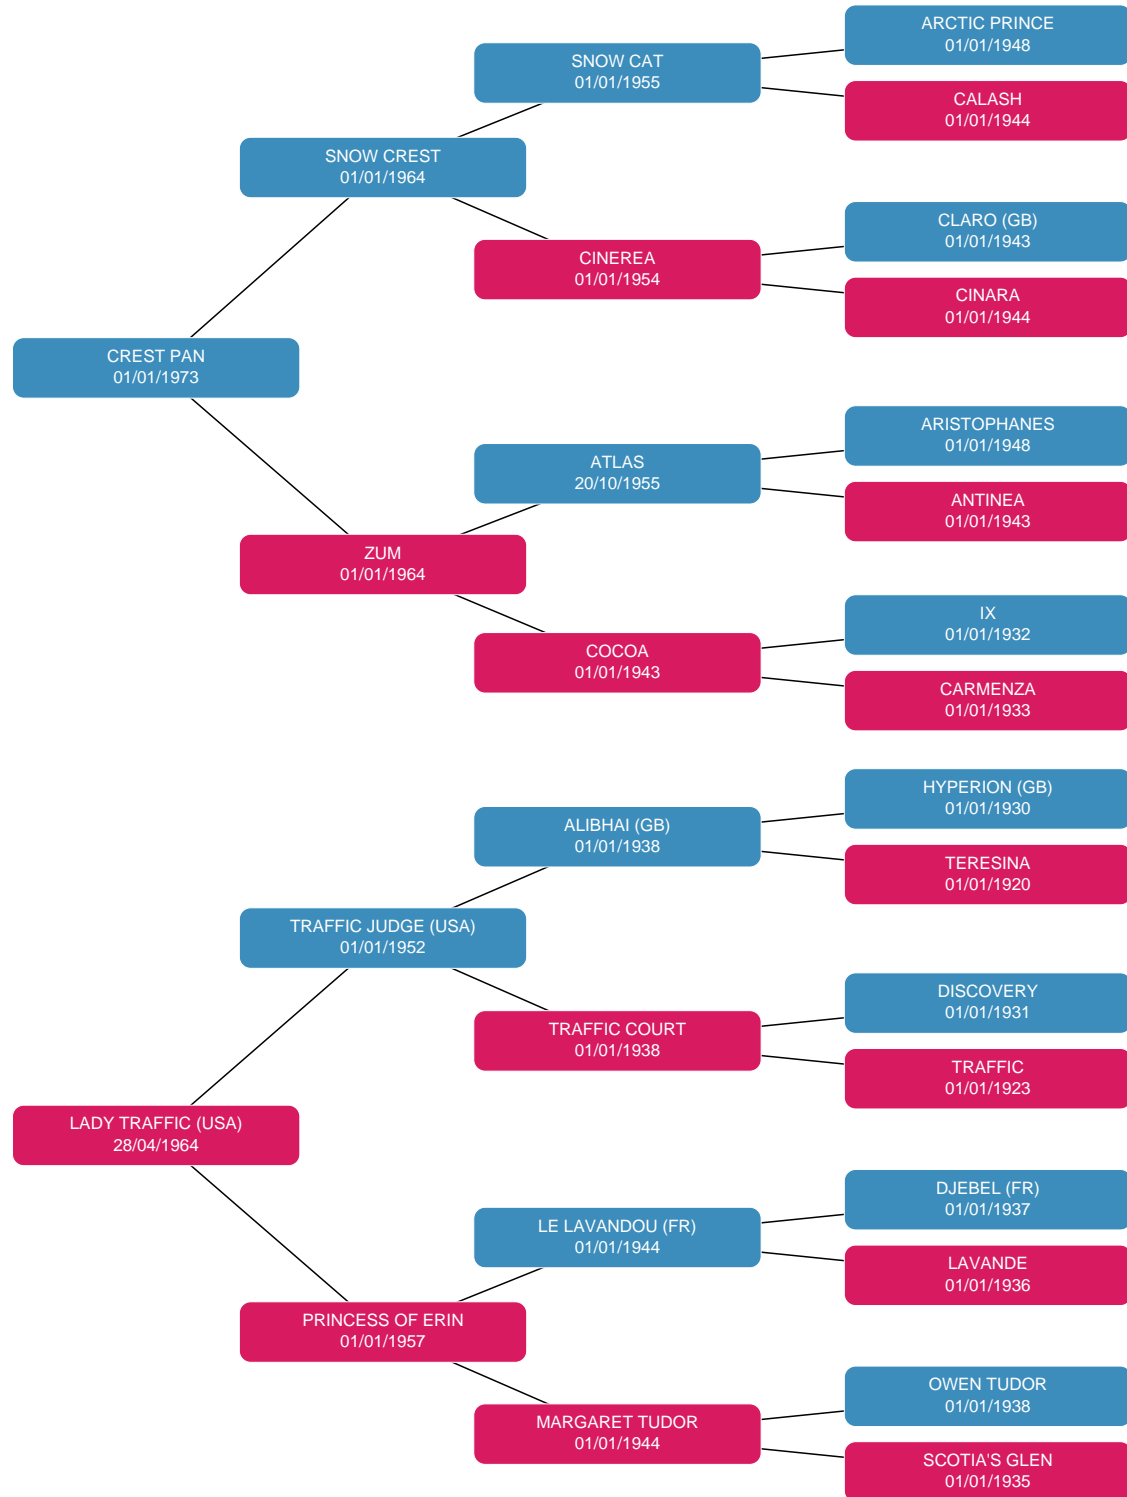 ARCTIC PRINCE
01/01/1948
SNOW CAT
01/01/1955
CALASH
01/01/1944
SNOW CREST
01/01/1964
CLARO (GB)
01/01/1943
CINEREA
01/01/1954
CINARA
01/01/1944
CREST PAN
01/01/1973
ARISTOPHANES
01/01/1948
ATLAS
20/10/1955
ANTINEA
01/01/1943
ZUM
01/01/1964
IX
01/01/1932
COCOA
01/01/1943
CARMENZA
01/01/1933
HYPERION (GB)
01/01/1930
ALIBHAI (GB)
01/01/1938
TERESINA
01/01/1920
TRAFFIC JUDGE (USA)
01/01/1952
DISCOVERY
01/01/1931
TRAFFIC COURT
01/01/1938
TRAFFIC
01/01/1923
LADY TRAFFIC (USA)
28/04/1964
DJEBEL (FR)
01/01/1937
LE LAVANDOU (FR)
01/01/1944
LAVANDE
01/01/1936
PRINCESS OF ERIN
01/01/1957
OWEN TUDOR
01/01/1938
MARGARET TUDOR
01/01/1944
SCOTIA'S GLEN
01/01/1935